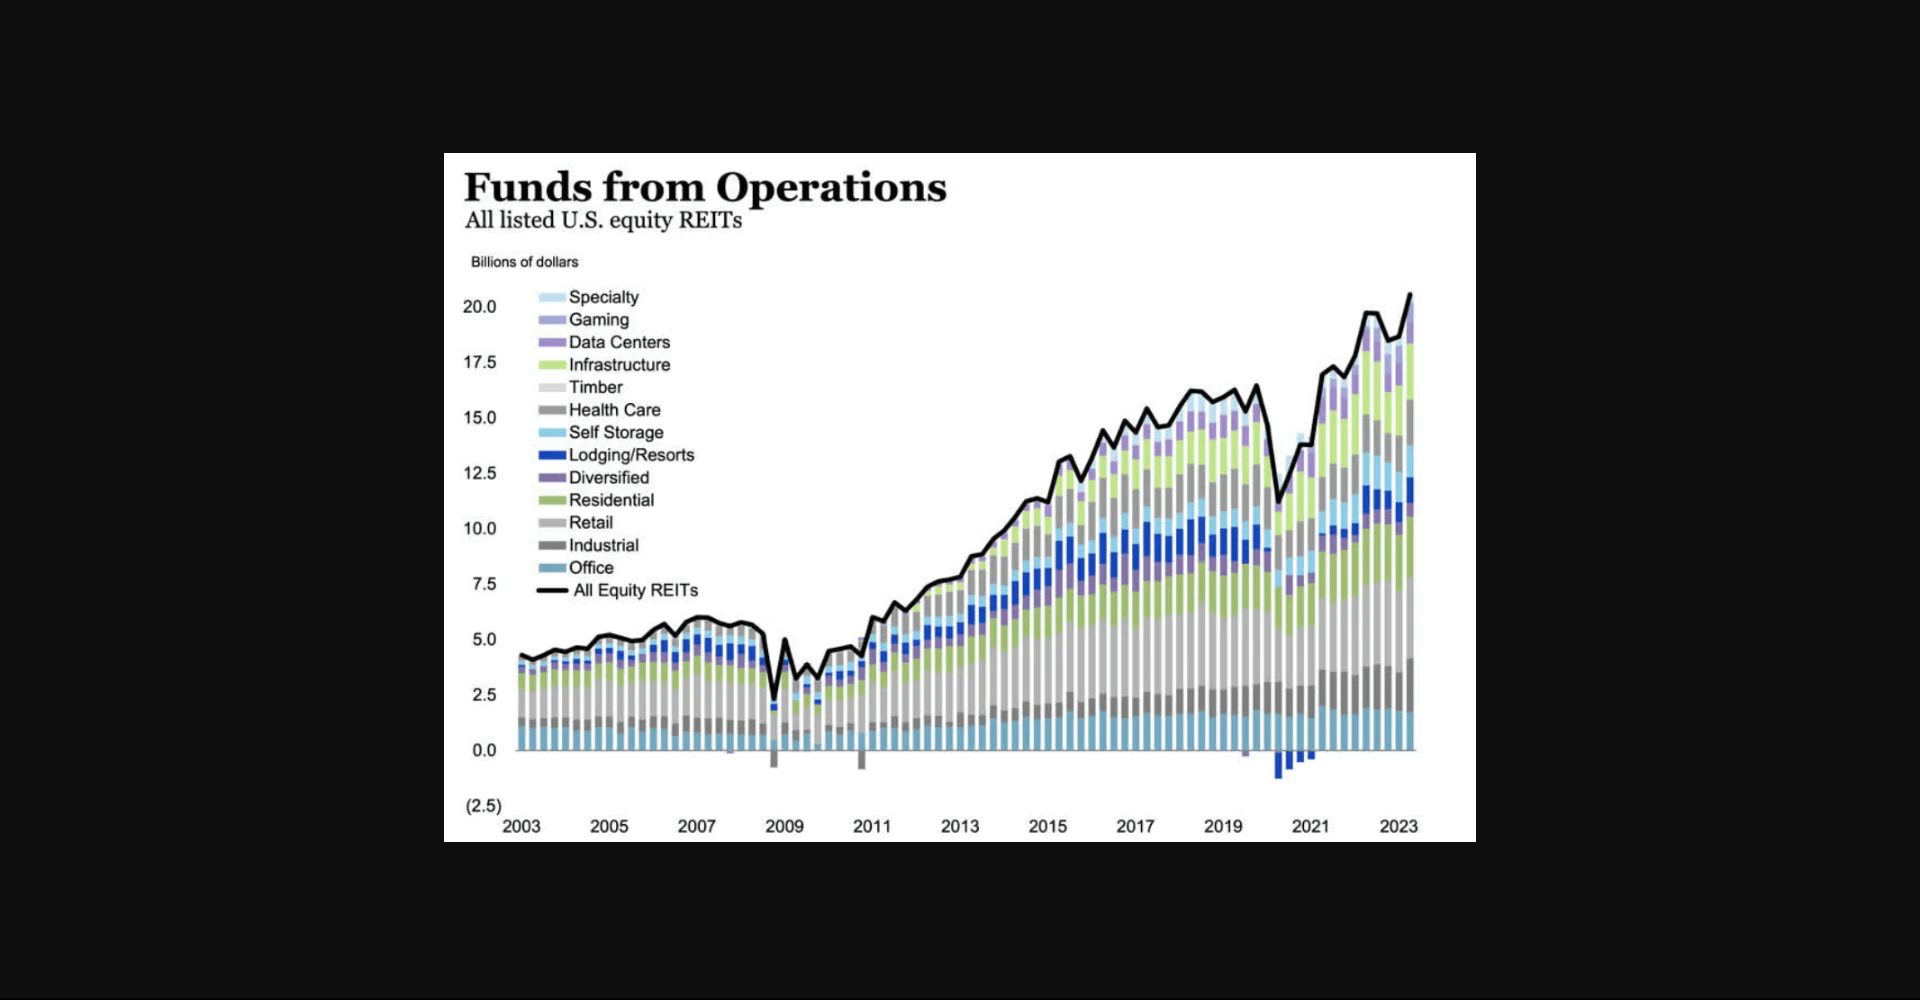 Funds from Operations
All listed U.S. equity REITs
Billions of dollars
Specialty
Gaming
Data Centers
Infrastructure
Timber
Health Care
Self Storage
Lodging/Resorts
Diversified
Residential
Retail
Industrial
Office
All Equity REITs
20.0
17.5
15.0
12.5
10.0
7.5
5.0
2.5
0.0
(2.5)
2003 2005 2007 2009 2011 2013 2015 2017 2019 2021 2023